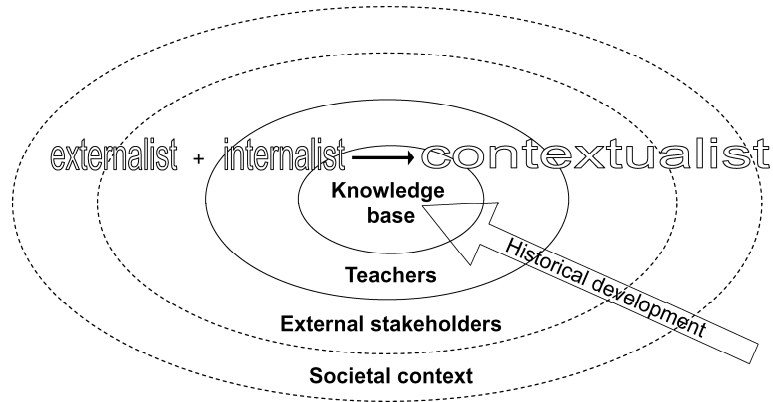 externalist + internalist contextualist
Knowledge
base
Historical development
Teachers
External stakeholders
Societal context